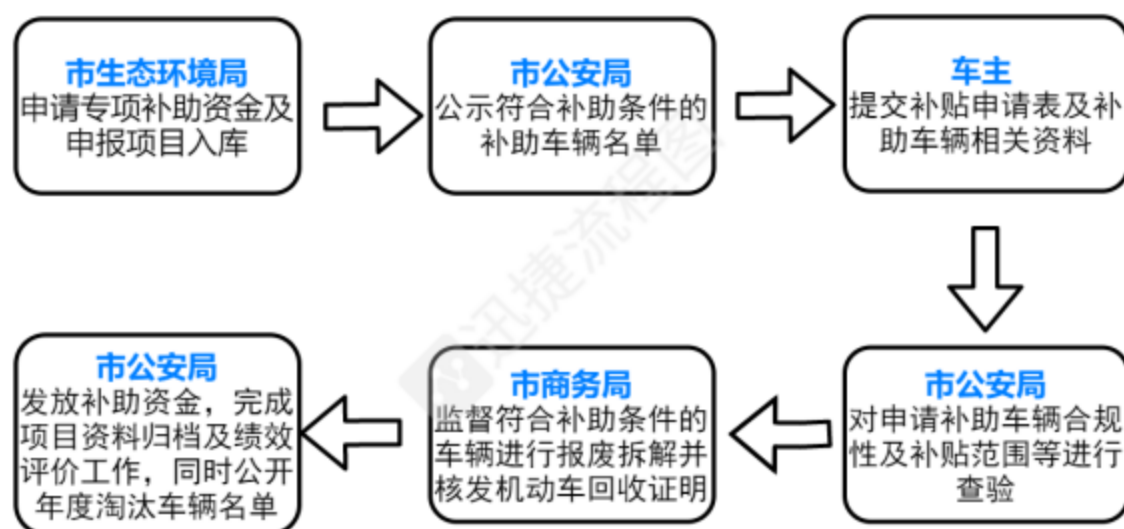 市生态环境局
申请专项补助资金及
申报项目入库
市公安局
公示符合补助条件的
补助车辆名单
车主
提交补贴申请表及补
助车辆相关资料
市公安局
对申请补助车辆合规
性及补贴范围等进行
查验
市商务局
监督符合补助条件的
车辆进行报废拆解并
核发机动车回收证明
市公安局
发放补助资金，完成
项目资料归档及绩效
评价工作，同时公开
年度淘汰车辆名单
迅捷流程图